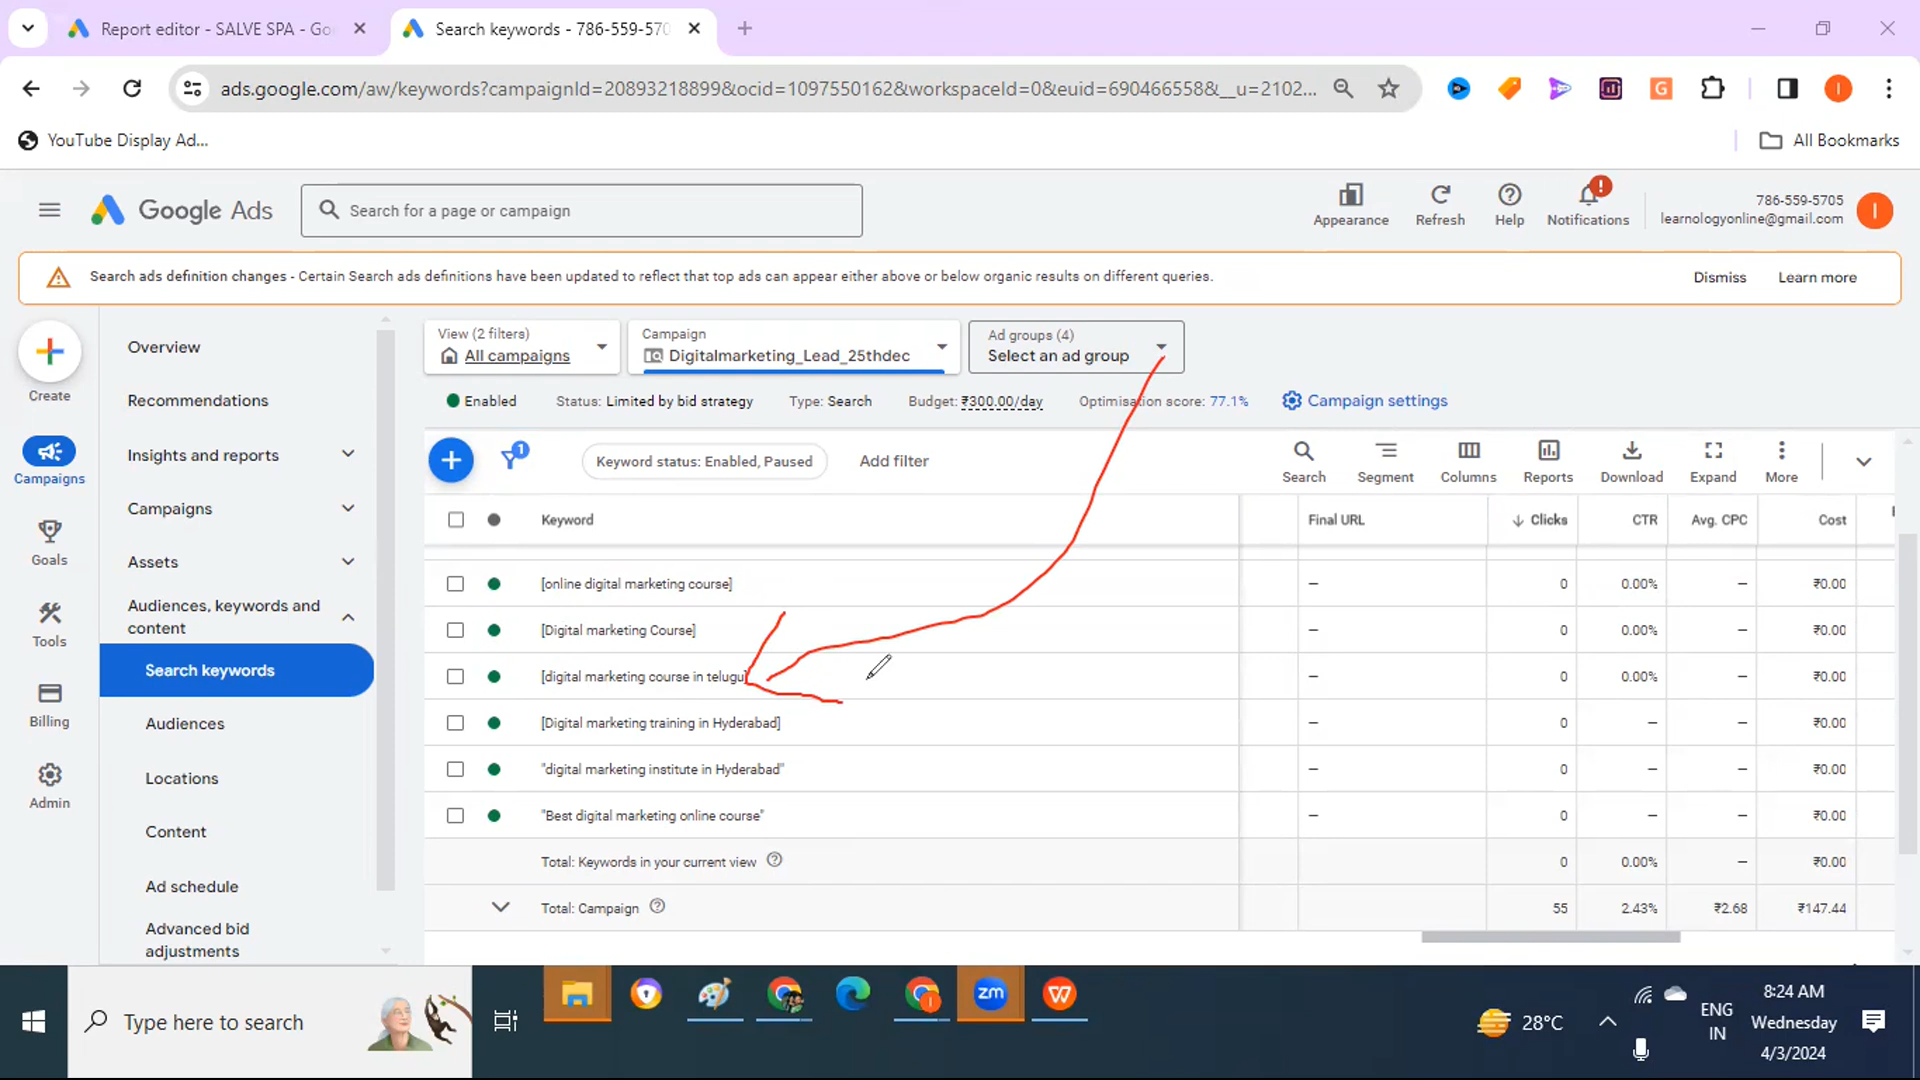 Report editor - SALVE SPA - Goo
Search keywords - 786-559-570
ads.google.com/aw/keywords?campaignId=20893218899&ocid=1097550162&workspaceId=0&euid=690466558&__u=2102...
YouTube Display Ad...
All Bookmarks
Google Ads
Search for a page or campaign
Appearance
Refresh
Help
Notifications
786-559-5705
learnologyonline@gmail.com
I
Search ads definition changes - Certain Search ads definitions have been updated to reflect that top ads can appear either above or below organic results on different queries.
Dismiss
Learn more
Create
Campaigns
Goals
Tools
Billing
Admin
Overview
Recommendations
Insights and reports
Campaigns
Assets
Audiences, keywords and
content
Search keywords
Audiences
Locations
Content
Ad schedule
Advanced bid
adjustments
View (2 filters)
All campaigns
Campaign
Digitalmarketing_Lead_25thdec
Ad groups (4)
Select an ad group
Enabled Status: Limited by bid strategy Type: Search Budget: ₹300.00/day Optimisation score: 77.1% Campaign settings
1
Keyword status: Enabled, Paused
Add filter
Search
Segment
Columns
Reports
Download
Expand
More
Keyword Final URL Clicks CTR Avg. CPC Cost
[online digital marketing course] – 0 0.00% – ₹0.00
[Digital marketing Course] – 0 0.00% – ₹0.00
[digital marketing course in telugu] – 0 0.00% – ₹0.00
[Digital marketing training in Hyderabad] – 0 – – ₹0.00
"digital marketing institute in Hyderabad" – 0 – – ₹0.00
"Best digital marketing online course" – 0 – – ₹0.00
Total: Keywords in your current view 0 0.00% – ₹0.00
Total: Campaign 55 2.43% ₹2.68 ₹147.44
Type here to search
zm
28°C
ENG
IN
8:24 AM
Wednesday
4/3/2024